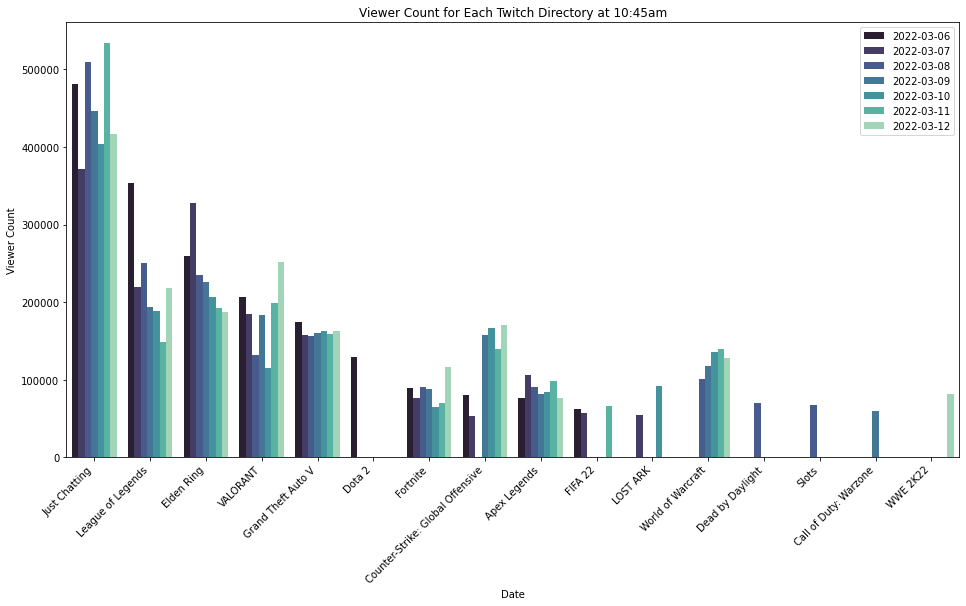 Viewer Count for Each Twitch Directory at 10:45am
2022-03-06
2022-03-07
2022-03-08
2022-03-09
2022-03-10
2022-03-11
2022-03-12
500000
400000
300000
200000
100000
0
Viewer Count
Just Chatting
League of Legends
Elden Ring
VALORANT
Grand Theft Auto V
Dota 2
Fortnite
Counter-Strike: Global Offensive
Apex Legends
FIFA 22
LOST ARK
World of Warcraft
Dead by Daylight
Slots
Call of Duty: Warzone
WWE 2K22
Date